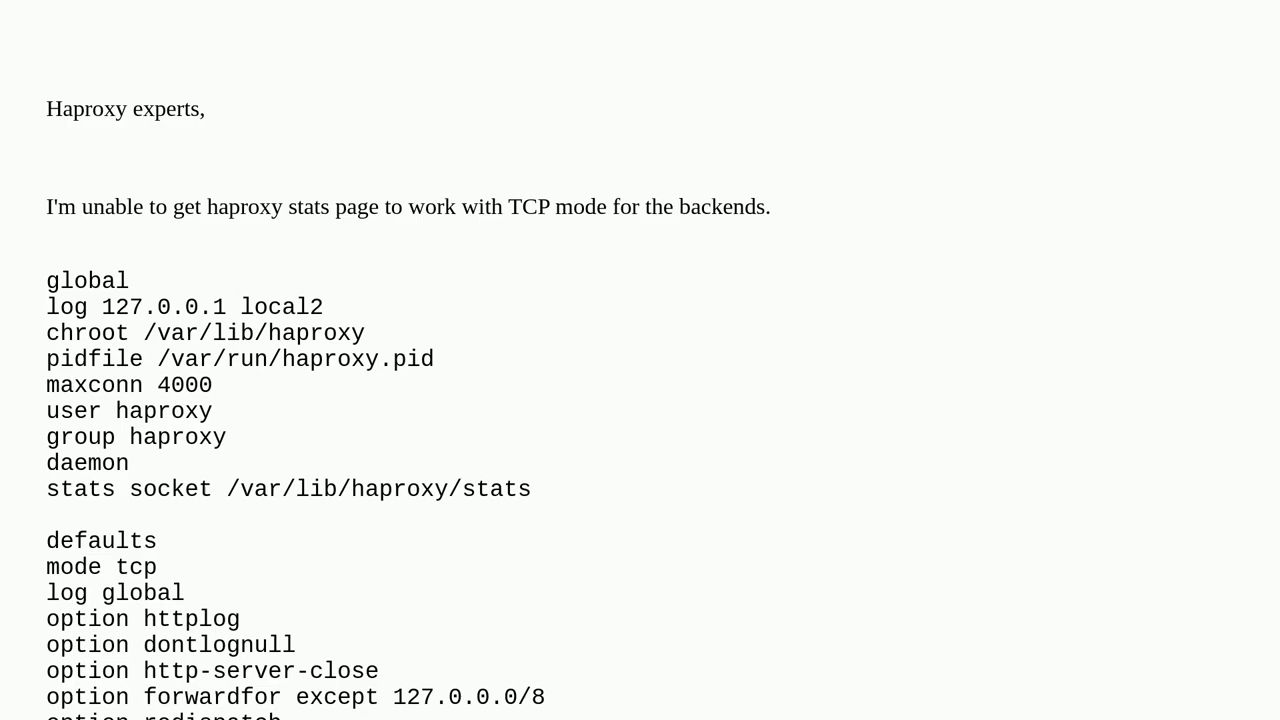 Haproxy experts,
I'm unable to get haproxy stats page to work with TCP mode for the backends.
global
log 127.0.0.1 local2
chroot /var/lib/haproxy
pidfile /var/run/haproxy.pid
maxconn 4000
user haproxy
group haproxy
daemon
stats socket /var/lib/haproxy/stats
defaults
mode tcp
log global
option httplog
option dontlognull
option http-server-close
option forwardfor except 127.0.0.0/8
option redispatch